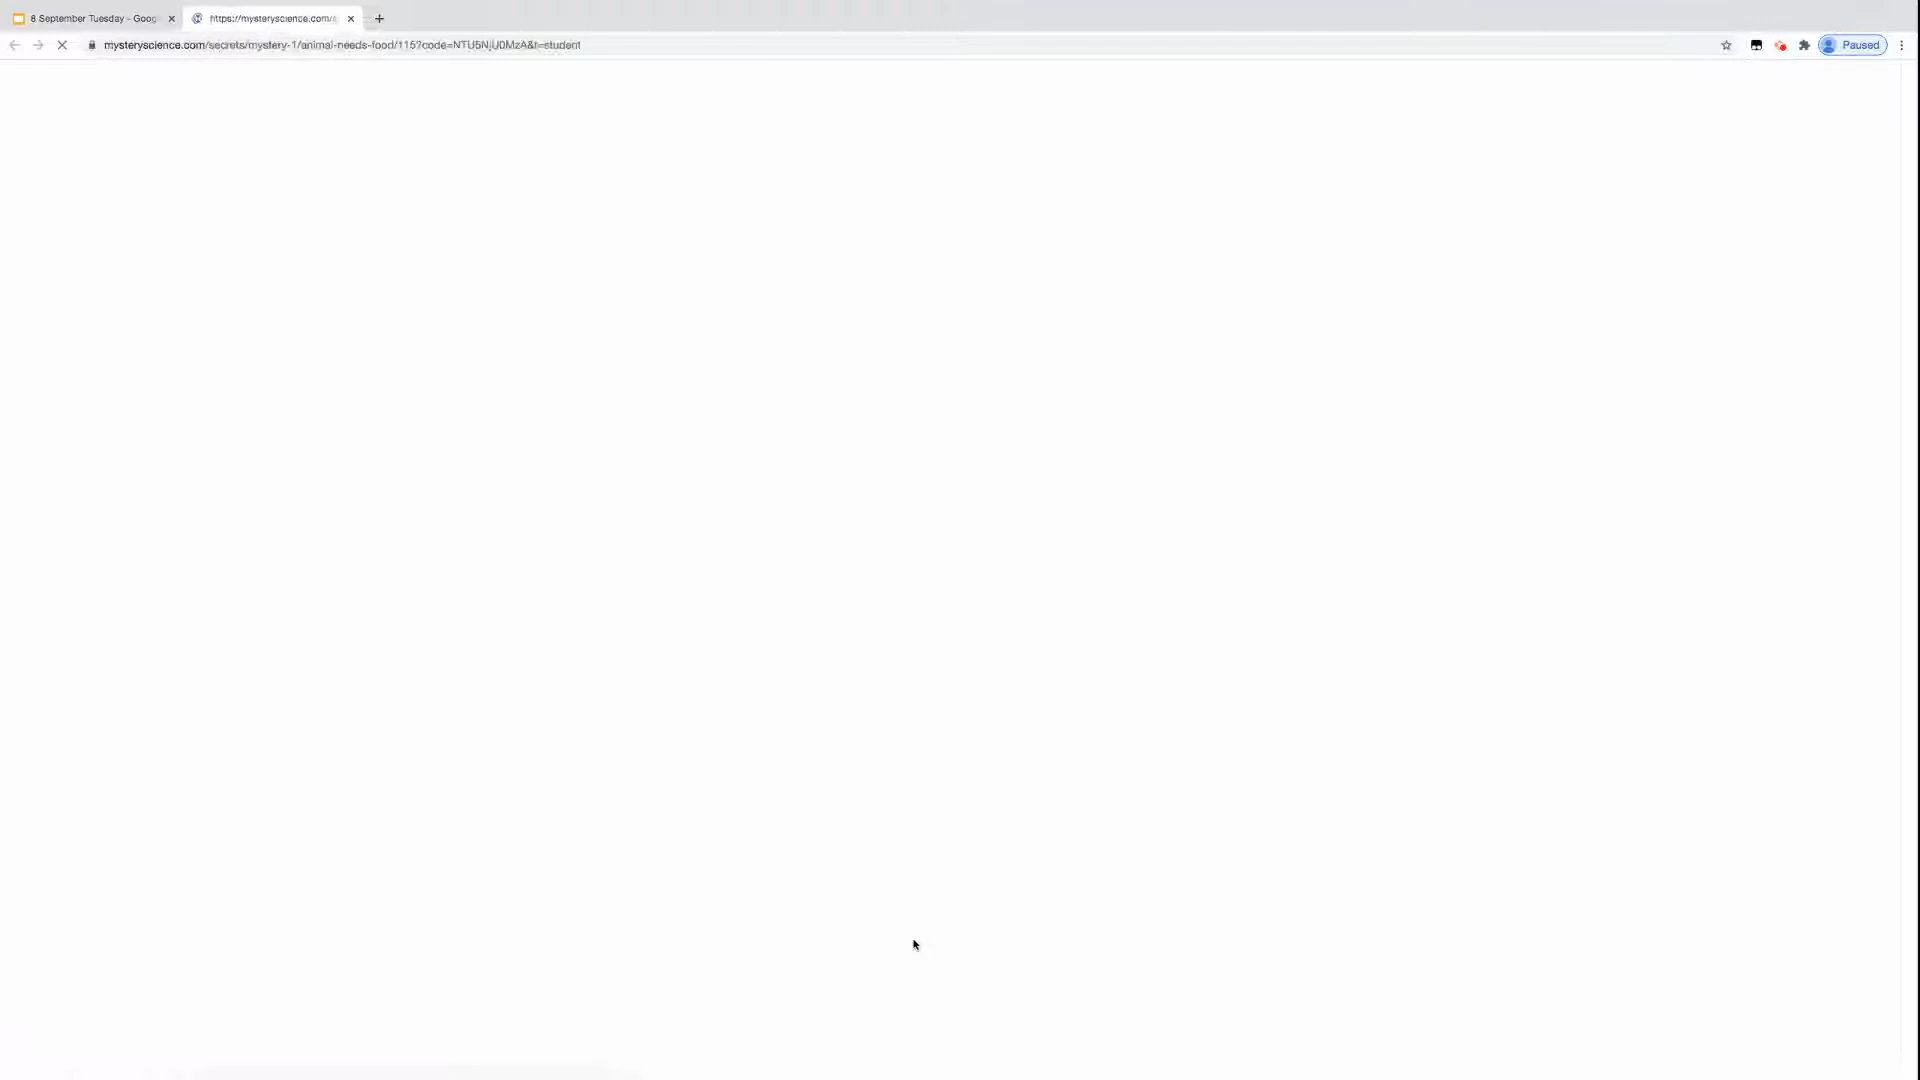 8 September Tuesday - Goog
https://mysteryscience.com/s
mysteryscience.com/secrets/mystery-1/animal-needs-food/115?code=NTU5NjU0MzA&t=student
Paused